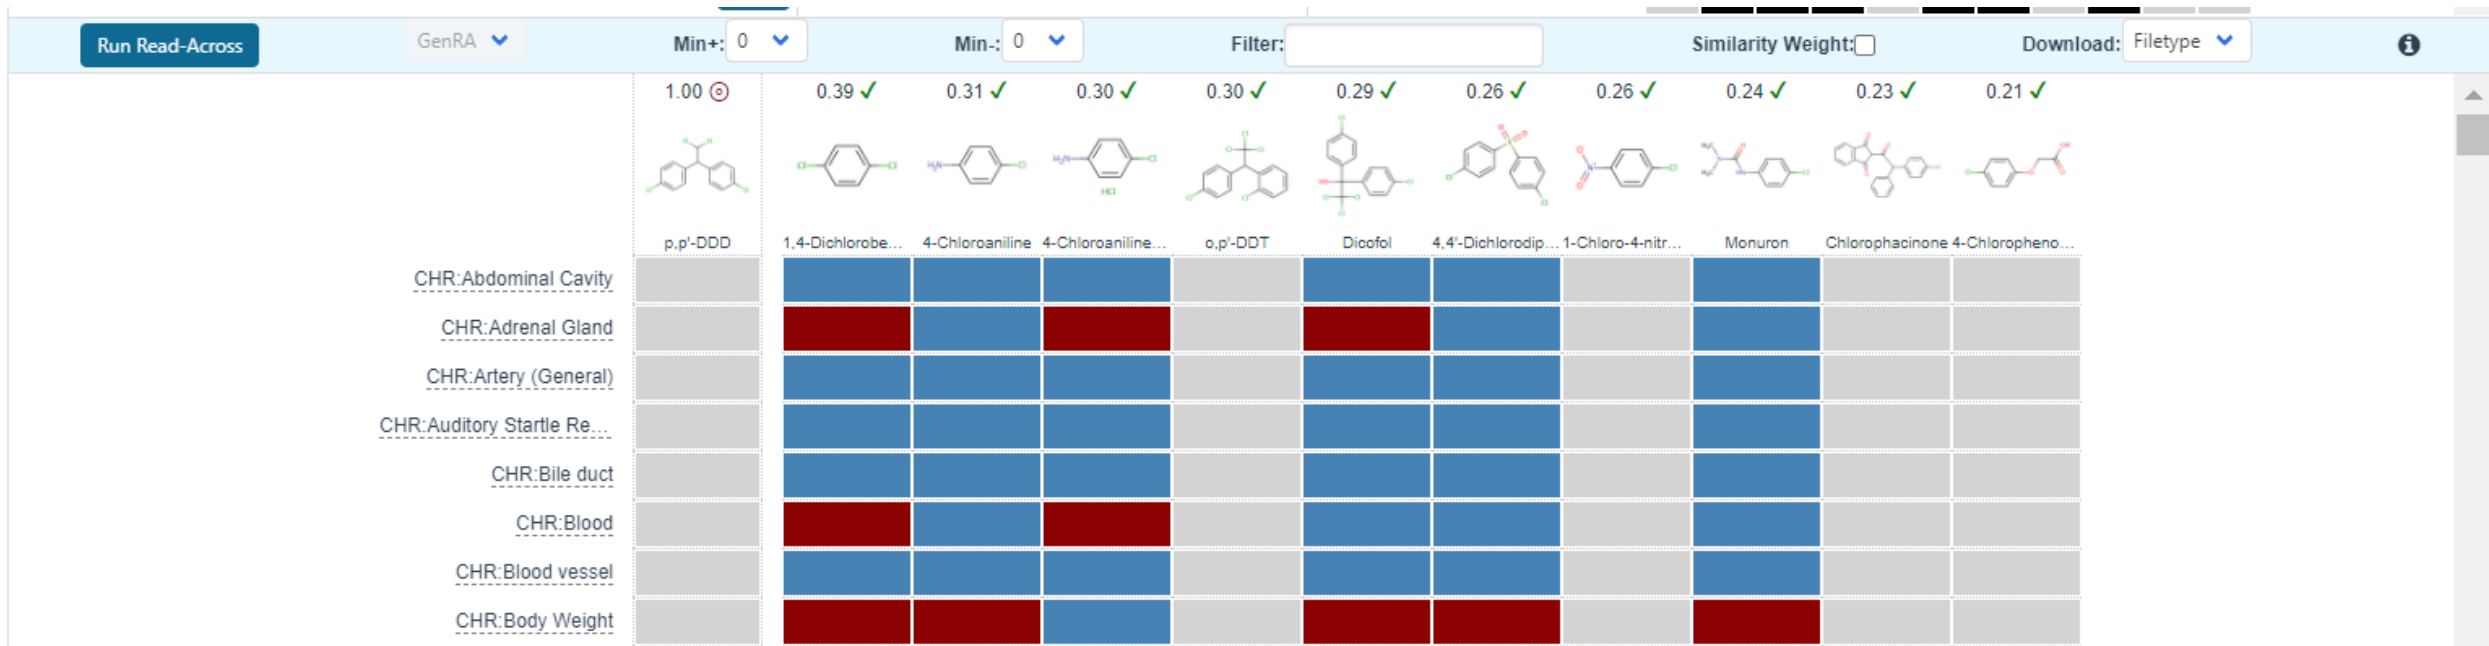 Run Read-Across GenRA Min+: 0 Min-: 0 Filter: Similarity Weight: Download: Filetype
1.00 0.39 0.31 0.30 0.30 0.29 0.26 0.26 0.24 0.23 0.21
p,p'-DDD 1,4-Dichlorobe... 4-Chloroaniline 4-Chloroaniline... o,p'-DDT Dicofol 4,4'-Dichlorodip... 1-Chloro-4-nitr... Monuron Chlorophacinone 4-Chloropheno...
CHR:Abdominal Cavity
CHR:Adrenal Gland
CHR:Artery (General)
CHR:Auditory Startle Re...
CHR:Bile duct
CHR:Blood
CHR:Blood vessel
CHR:Body Weight